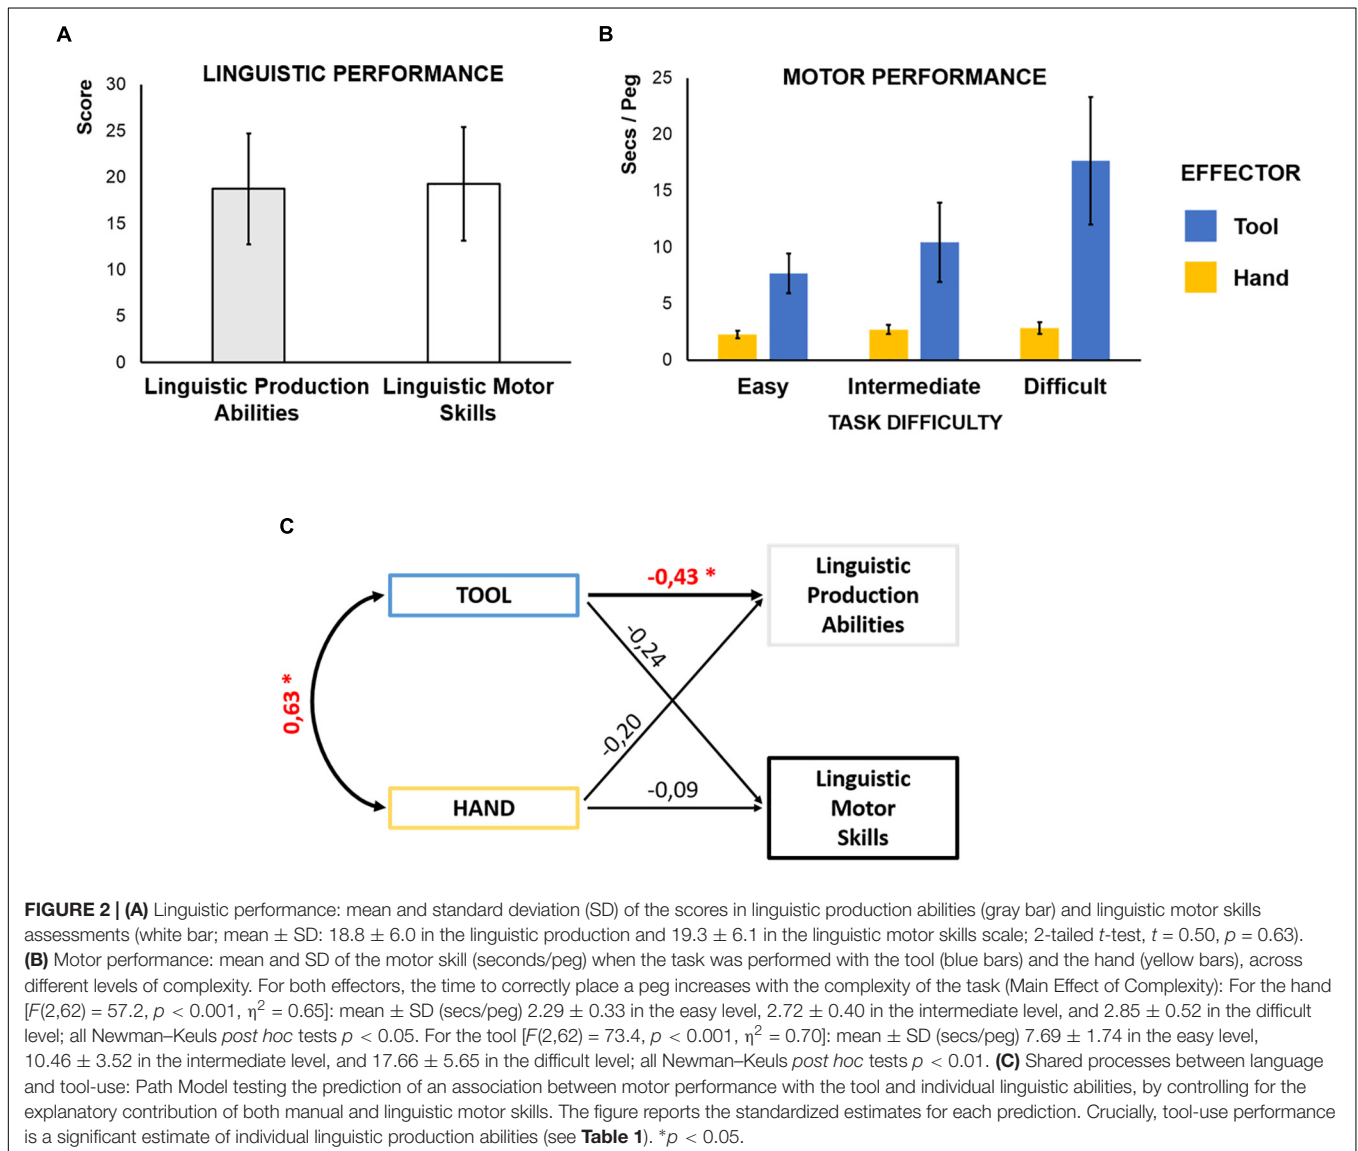 A
LINGUISTIC PERFORMANCE
Score
30
25
20
15
10
5
0
Linguistic Production
Abilities
Linguistic Motor
Skills
B
MOTOR PERFORMANCE
Secs / Peg
25
20
15
10
5
0
Easy
Intermediate
Difficult
TASK DIFFICULTY
EFFECTOR
Tool
Hand
C
TOOL
HAND
0,63 *
-0,43 *
-0,24
-0,20
-0,09
Linguistic
Production
Abilities
Linguistic
Motor
Skills
FIGURE 2 | (A) Linguistic performance: mean and standard deviation (SD) of the scores in linguistic production abilities (gray bar) and linguistic motor skills
assessments (white bar; mean ± SD: 18.8 ± 6.0 in the linguistic production and 19.3 ± 6.1 in the linguistic motor skills scale; 2-tailed t-test, t = 0.50, p = 0.63).
(B) Motor performance: mean and SD of the motor skill (seconds/peg) when the task was performed with the tool (blue bars) and the hand (yellow bars), across
different levels of complexity. For both effectors, the time to correctly place a peg increases with the complexity of the task (Main Effect of Complexity): For the hand
[F(2,62) = 57.2, p < 0.001, η² = 0.65]: mean ± SD (secs/peg) 2.29 ± 0.33 in the easy level, 2.72 ± 0.40 in the intermediate level, and 2.85 ± 0.52 in the difficult
level; all Newman–Keuls post hoc tests p < 0.05. For the tool [F(2,62) = 73.4, p < 0.001, η² = 0.70]: mean ± SD (secs/peg) 7.69 ± 1.74 in the easy level,
10.46 ± 3.52 in the intermediate level, and 17.66 ± 5.65 in the difficult level; all Newman–Keuls post hoc tests p < 0.01. (C) Shared processes between language
and tool-use: Path Model testing the prediction of an association between motor performance with the tool and individual linguistic abilities, by controlling for the
explanatory contribution of both manual and linguistic motor skills. The figure reports the standardized estimates for each prediction. Crucially, tool-use performance
is a significant estimate of individual linguistic production abilities (see Table 1). *p < 0.05.